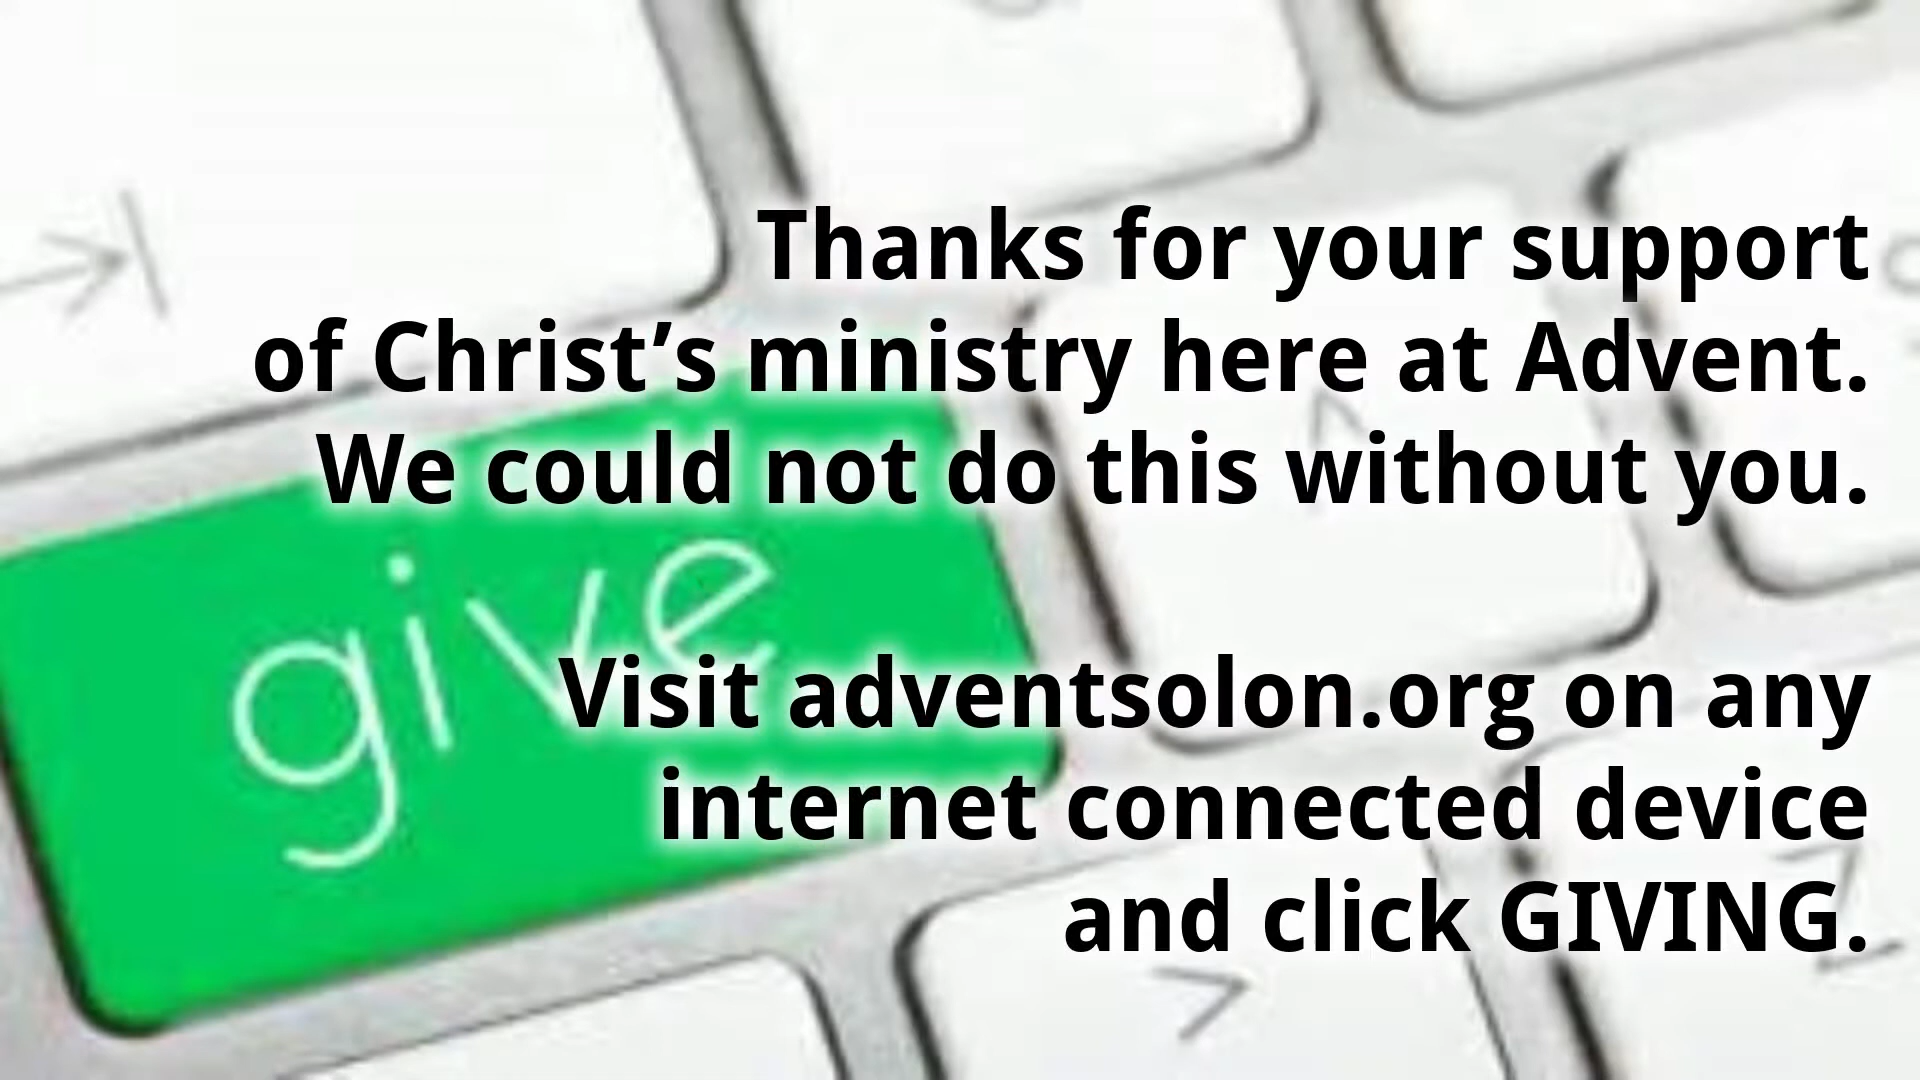 Thanks for your support
of Christ’s ministry here at Advent.
We could not do this without you.
give
Visit adventsolon.org on any
internet connected device
and click GIVING.